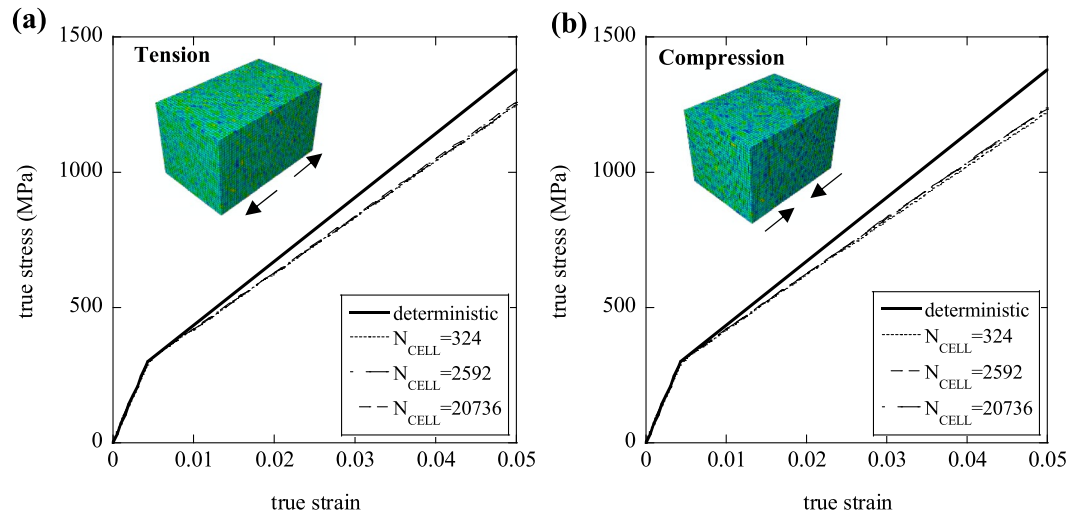 (a)
Tension
true stress (MPa)
1500
1000
500
0
deterministic
N_CELL=324
N_CELL=2592
N_CELL=20736
0 0.01 0.02 0.03 0.04 0.05
true strain
(b)
Compression
true stress (MPa)
1500
1000
500
0
deterministic
N_CELL=324
N_CELL=2592
N_CELL=20736
0 0.01 0.02 0.03 0.04 0.05
true strain